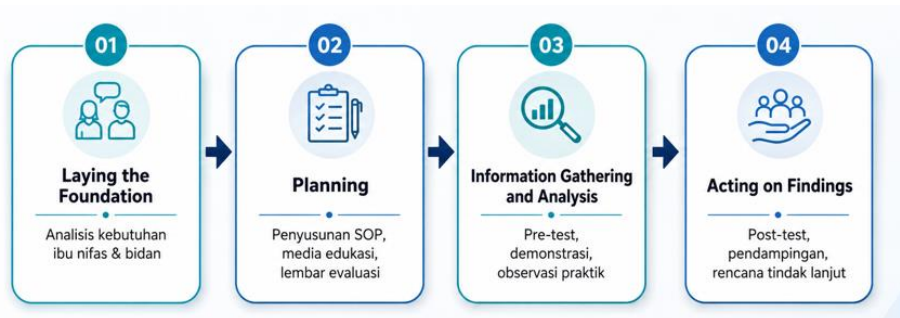 01
Laying the
Foundation
Analisis kebutuhan
ibu nifas & bidan
02
Planning
Penyusunan SOP,
media edukasi,
lembar evaluasi
03
Information Gathering
and Analysis
Pre-test,
demonstrasi,
observasi praktik
04
Acting on Findings
Post-test,
pendampingan,
rencana tindak lanjut